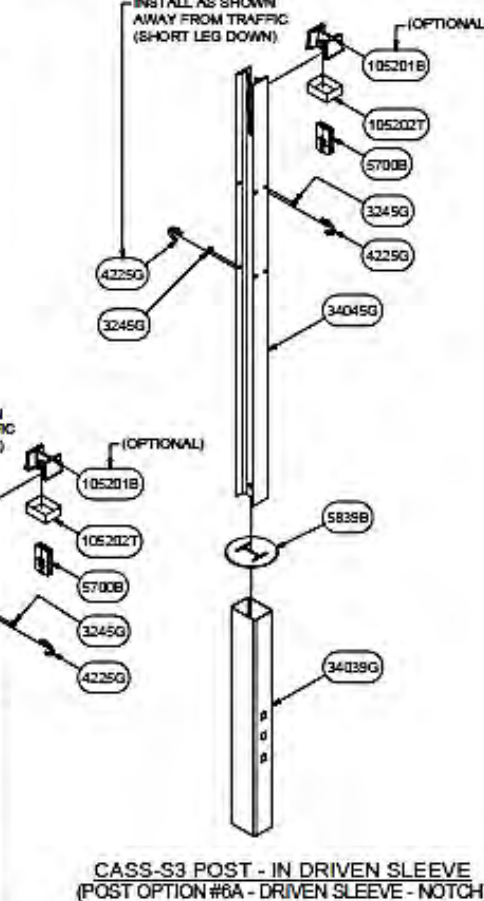 INSTALL AS SHOWN
AWAY FROM TRAFFIC
(SHORT LEG DOWN)
(OPTIONAL
105201B
105202T
5700B
3245G
4225G
4225G
3245G
34045G
(OPTIONAL)
105201B
105202T
5700B
3245G
4225G
5839B
34039G
CASS-S3 POST - IN DRIVEN SLEEVE
(POST OPTION #6A - DRIVEN SLEEVE - NOTCH